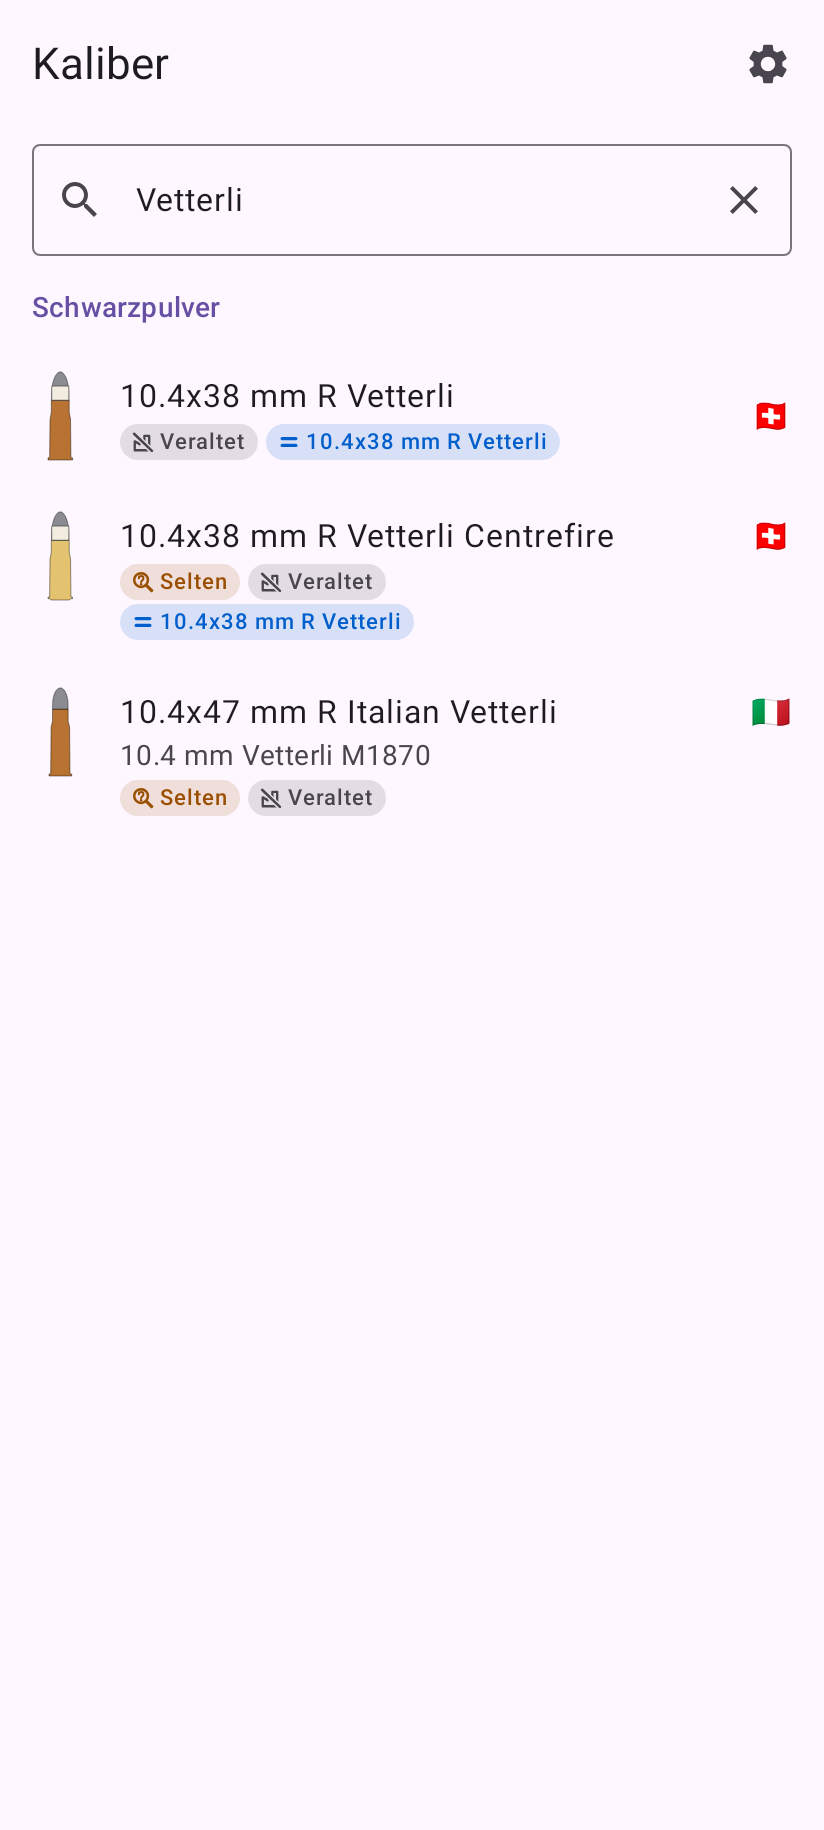 Kaliber
Vetterli
Schwarzpulver
10.4x38 mm R Vetterli
Veraltet = 10.4x38 mm R Vetterli
10.4x38 mm R Vetterli Centrefire
Selten Veraltet
= 10.4x38 mm R Vetterli
10.4x47 mm R Italian Vetterli
10.4 mm Vetterli M1870
Selten Veraltet